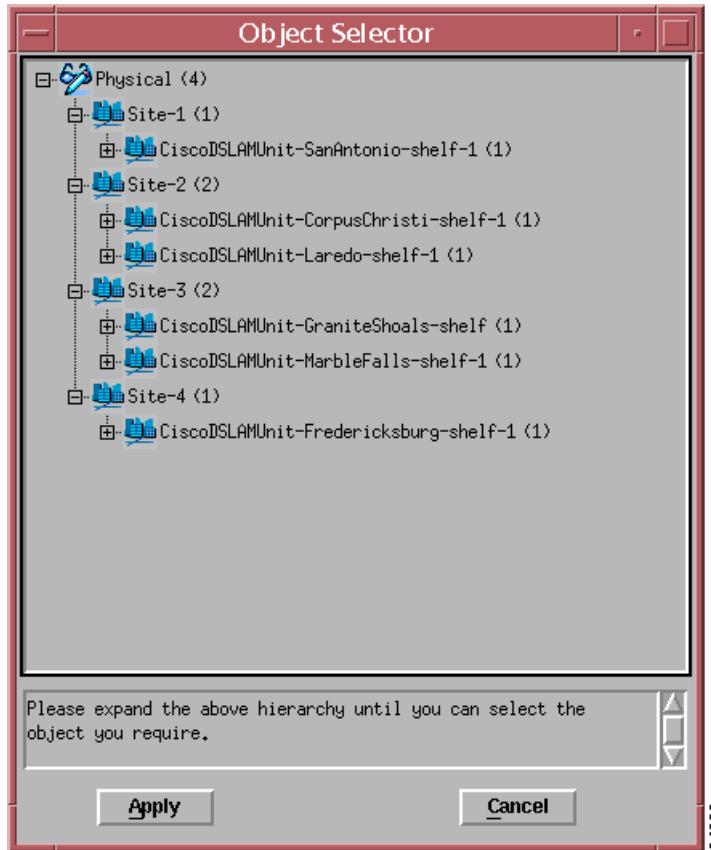 Object Selector
Physical (4)
Site-1 (1)
CiscoDSLAMUnit-SanAntonio-shelf-1 (1)
Site-2 (2)
CiscoDSLAMUnit-CorpusChristi-shelf-1 (1)
CiscoDSLAMUnit-Laredo-shelf-1 (1)
Site-3 (2)
CiscoDSLAMUnit-GraniteShoals-shelf (1)
CiscoDSLAMUnit-MarbleFalls-shelf-1 (1)
Site-4 (1)
CiscoDSLAMUnit-Fredericksburg-shelf-1 (1)
Please expand the above hierarchy until you can select the
object you require.
Apply
Cancel